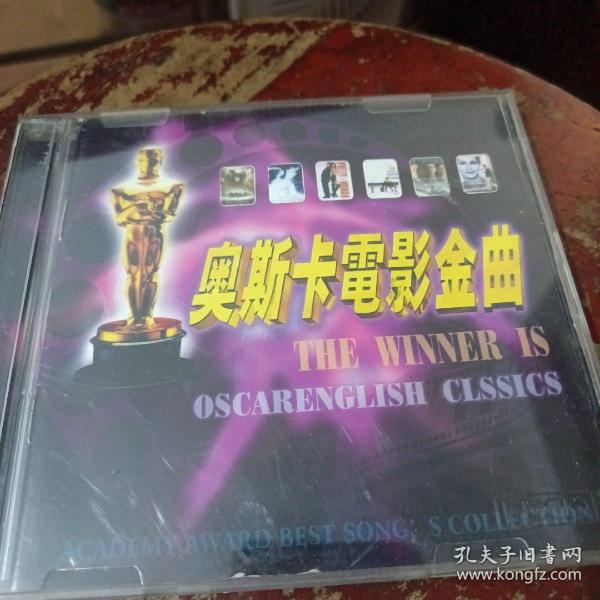 奧斯卡電影金曲
THE WINNER IS
OSCARENGLISH CLSSICS
ACADEMY AWARD BEST SONG, S COLLECTION
孔夫子旧书网
www.kongfz.com